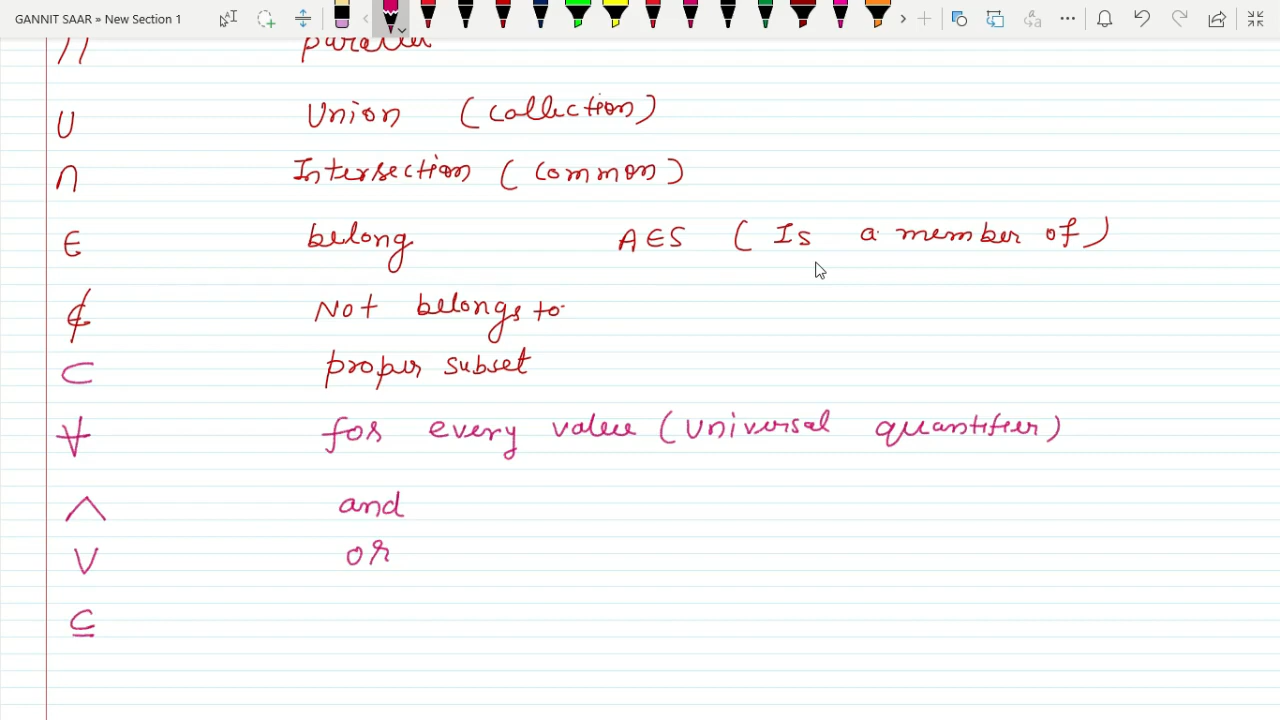 GANNIT SAAR » New Section 1
// parallel
∪ Union (collection)
∩ Intersection (common)
∈ belong A∈S (Is a member of)
∉ Not belongs to
⊂ proper subset
∀ for every value (universal quantifier)
∧ and
∨ or
⊆